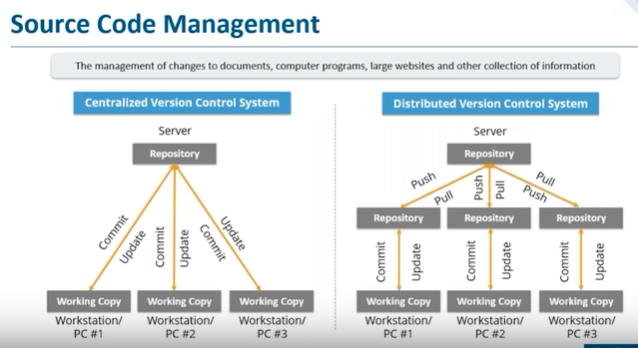 Source Code Management
The management of changes to documents, computer programs, large websites and other collection of information
Centralized Version Control System
Server
Repository
Commit
Update
Commit
Update
Commit
Update
Working Copy
Working Copy
Working Copy
Workstation/
PC #1
Workstation/
PC #2
Workstation/
PC #3
Distributed Version Control System
Server
Repository
Push
Pull
Push
Pull
Pull
Push
Repository
Repository
Repository
Commit
Update
Commit
Update
Commit
Update
Working Copy
Working Copy
Working Copy
Workstation/
PC #1
Workstation/
PC #2
Workstation/
PC #3